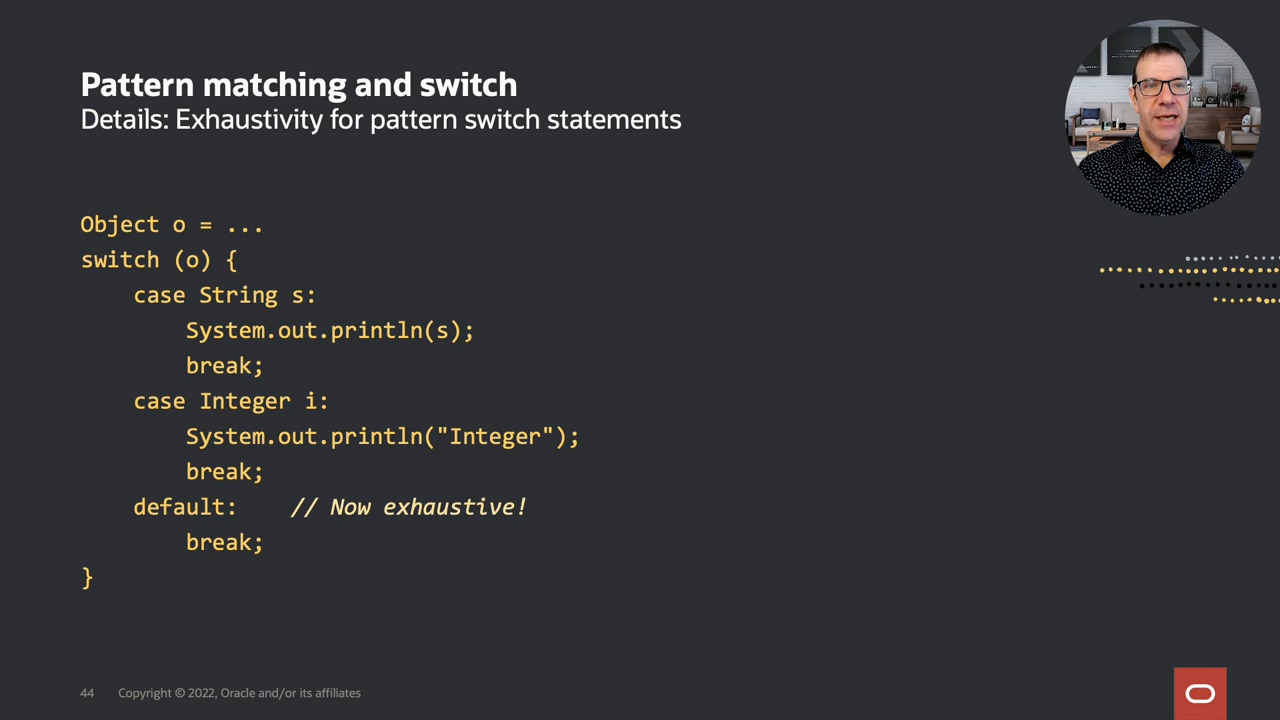 Pattern matching and switch
Details: Exhaustivity for pattern switch statements
Object o = ...
switch (o) {
    case String s:
        System.out.println(s);
        break;
    case Integer i:
        System.out.println("Integer");
        break;
    default:    // Now exhaustive!
        break;
}
44 Copyright © 2022, Oracle and/or its affiliates